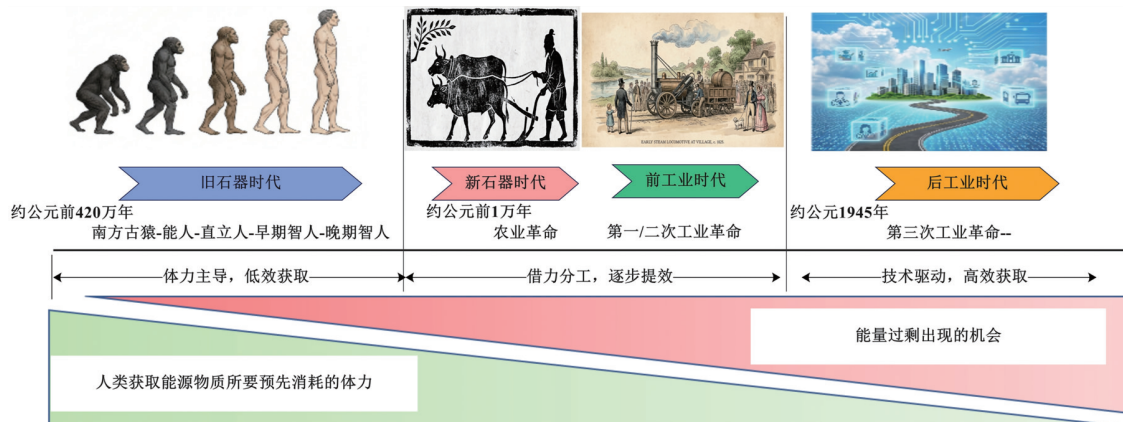 EARLY STEAM LOCOMOTIVE AT VILLAGE, c. 1825
旧石器时代
新石器时代
前工业时代
后工业时代
约公元前420万年
约公元前1万年
约公元1945年
南方古猿-能人-直立人-早期智人-晚期智人
农业革命
第一/二次工业革命
第三次工业革命--
体力主导，低效获取
借力分工，逐步提效
技术驱动，高效获取
能量过剩出现的机会
人类获取能源物质所要预先消耗的体力